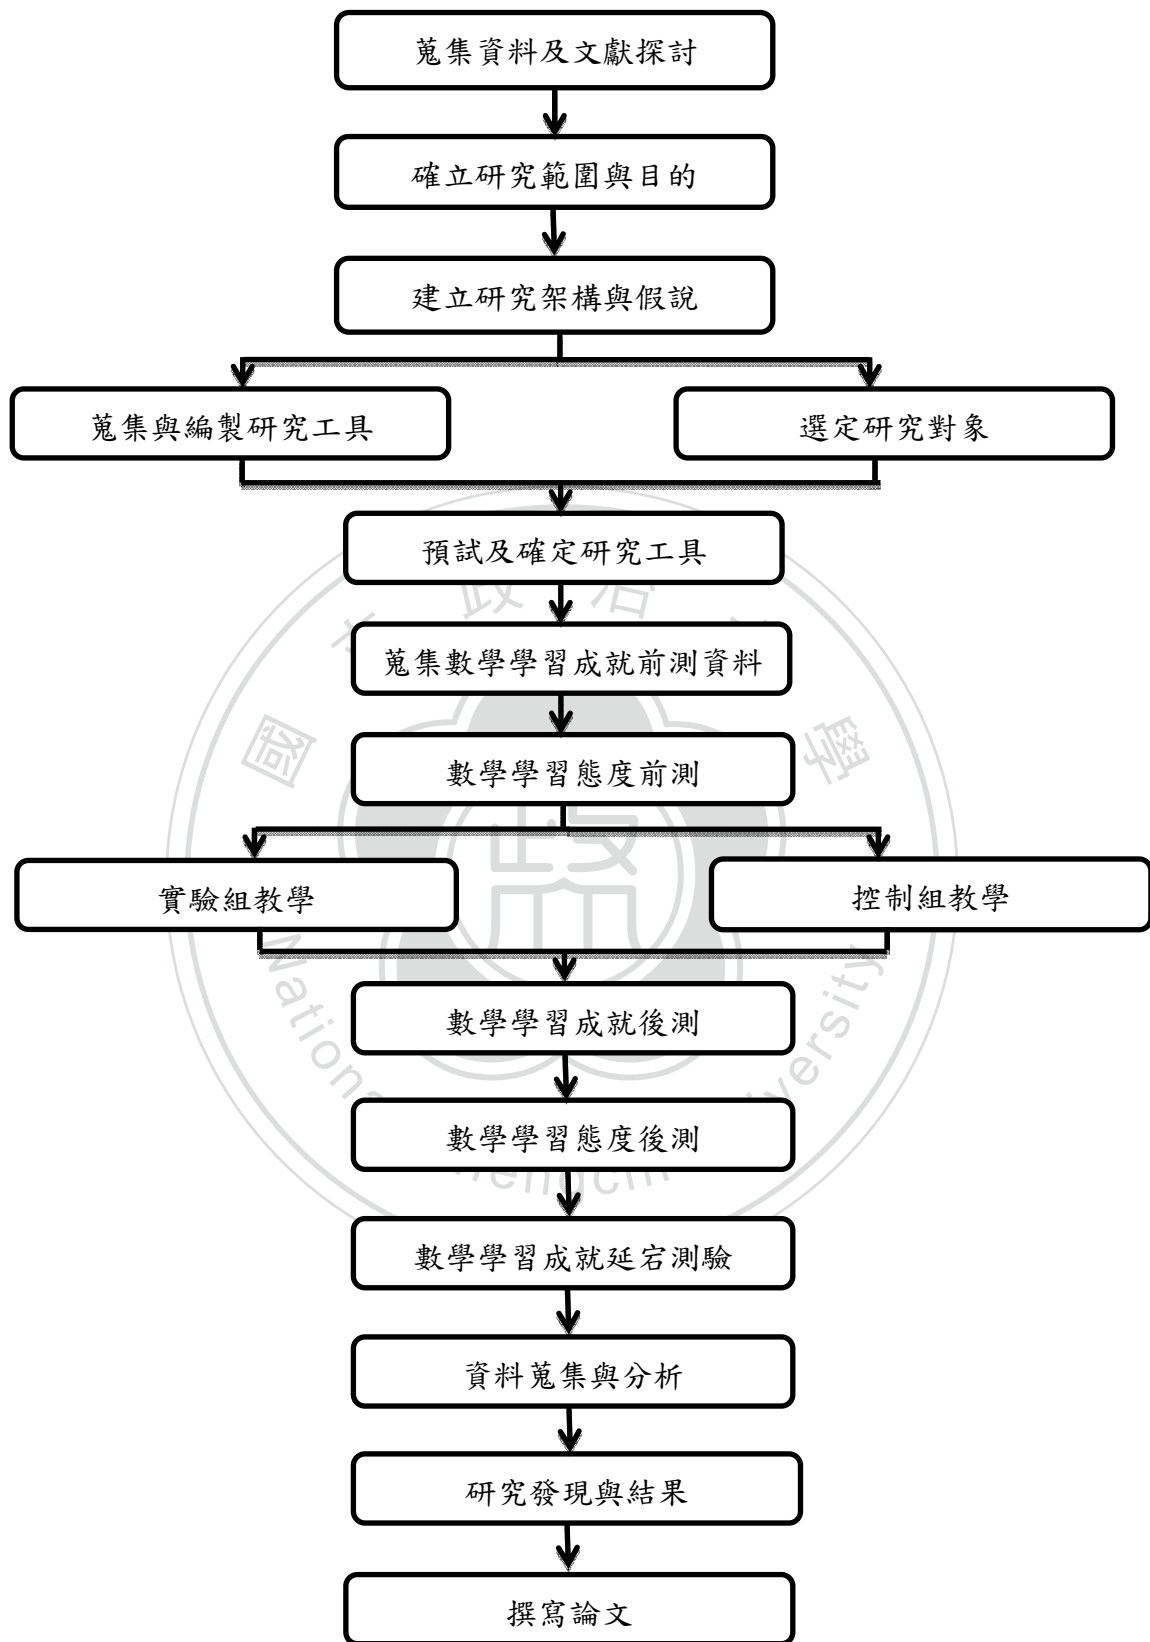 蒐集資料及文獻探討
確立研究範圍與目的
建立研究架構與假說
蒐集與編製研究工具
選定研究對象
預試及確定研究工具
政治
蒐集數學學習成就前測資料
國
學
數學學習態度前測
政
實驗組教學
控制組教學
數學學習成就後測
數學學習態度後測
數學學習成就延宕測驗
資料蒐集與分析
研究發現與結果
撰寫論文